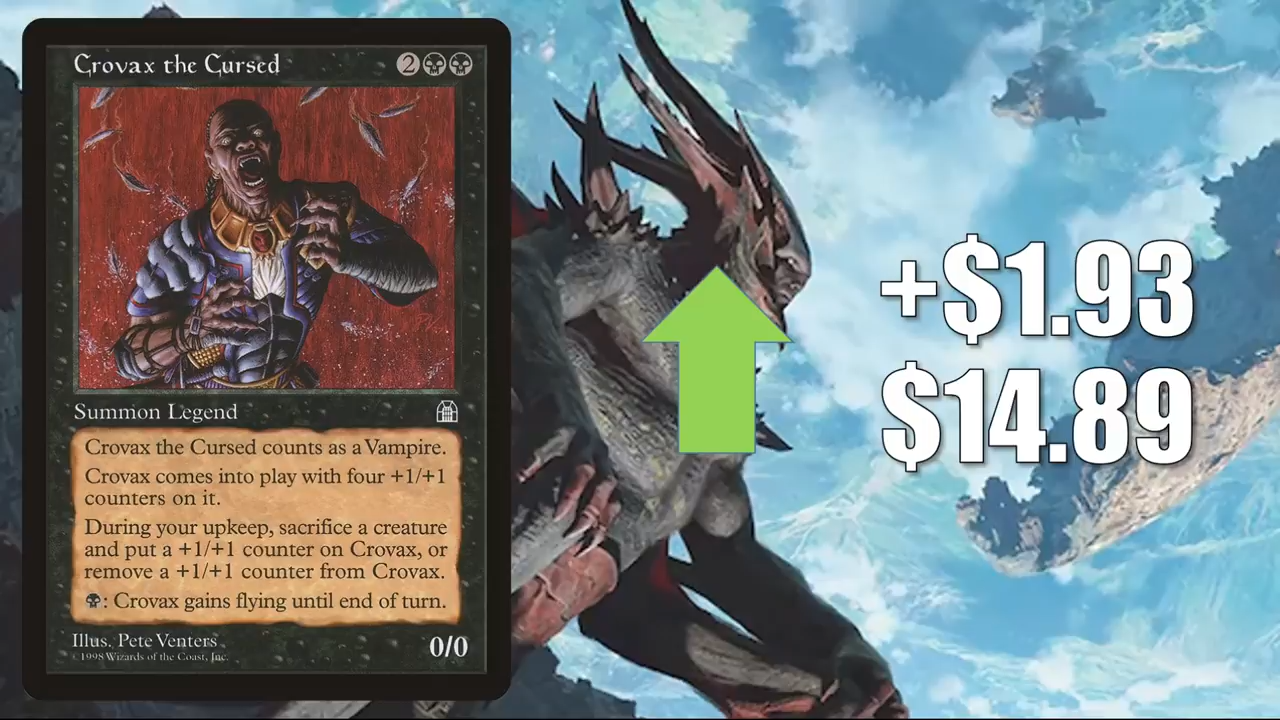 Crovax the Cursed 2
Summon Legend
Crovax the Cursed counts as a Vampire.
Crovax comes into play with four +1/+1
counters on it.
During your upkeep, sacrifice a creature
and put a +1/+1 counter on Crovax, or
remove a +1/+1 counter from Crovax.
: Crovax gains flying until end of turn.
Illus. Pete Venters
© 1998 Wizards of the Coast, Inc.
0/0
+$1.93
$14.89